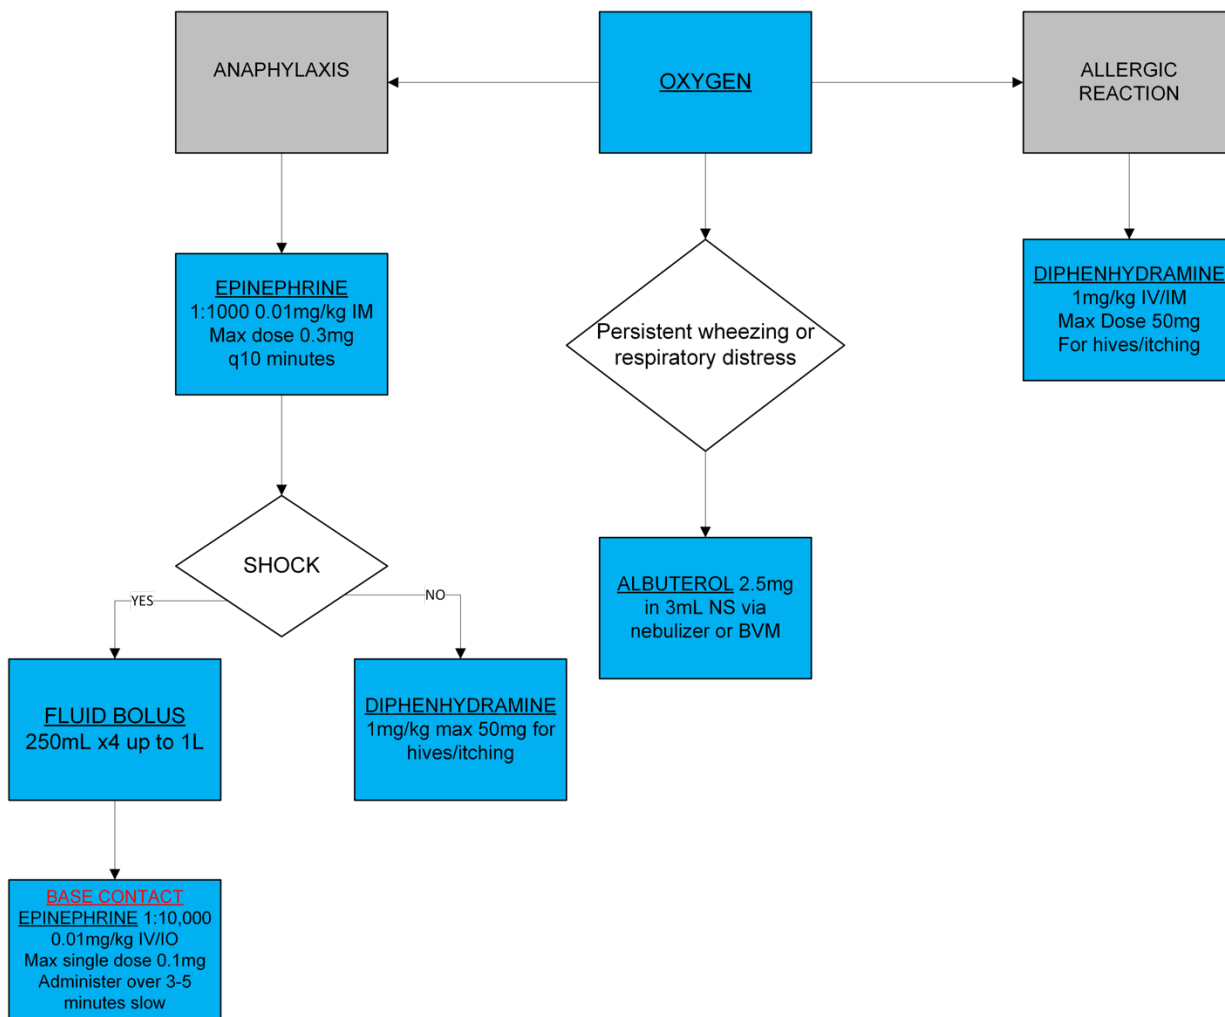 ANAPHYLAXIS
OXYGEN
ALLERGIC
REACTION
EPINEPHRINE
1:1000 0.01mg/kg IM
Max dose 0.3mg
q10 minutes
Persistent wheezing or
respiratory distress
DIPHENHYDRAMINE
1mg/kg IV/IM
Max Dose 50mg
For hives/itching
SHOCK
YES
NO
ALBUTEROL 2.5mg
in 3mL NS via
nebulizer or BVM
FLUID BOLUS
250mL x4 up to 1L
DIPHENHYDRAMINE
1mg/kg max 50mg for
hives/itching
BASE CONTACT
EPINEPHRINE 1:10,000
0.01mg/kg IV/IO
Max single dose 0.1mg
Administer over 3-5
minutes slow